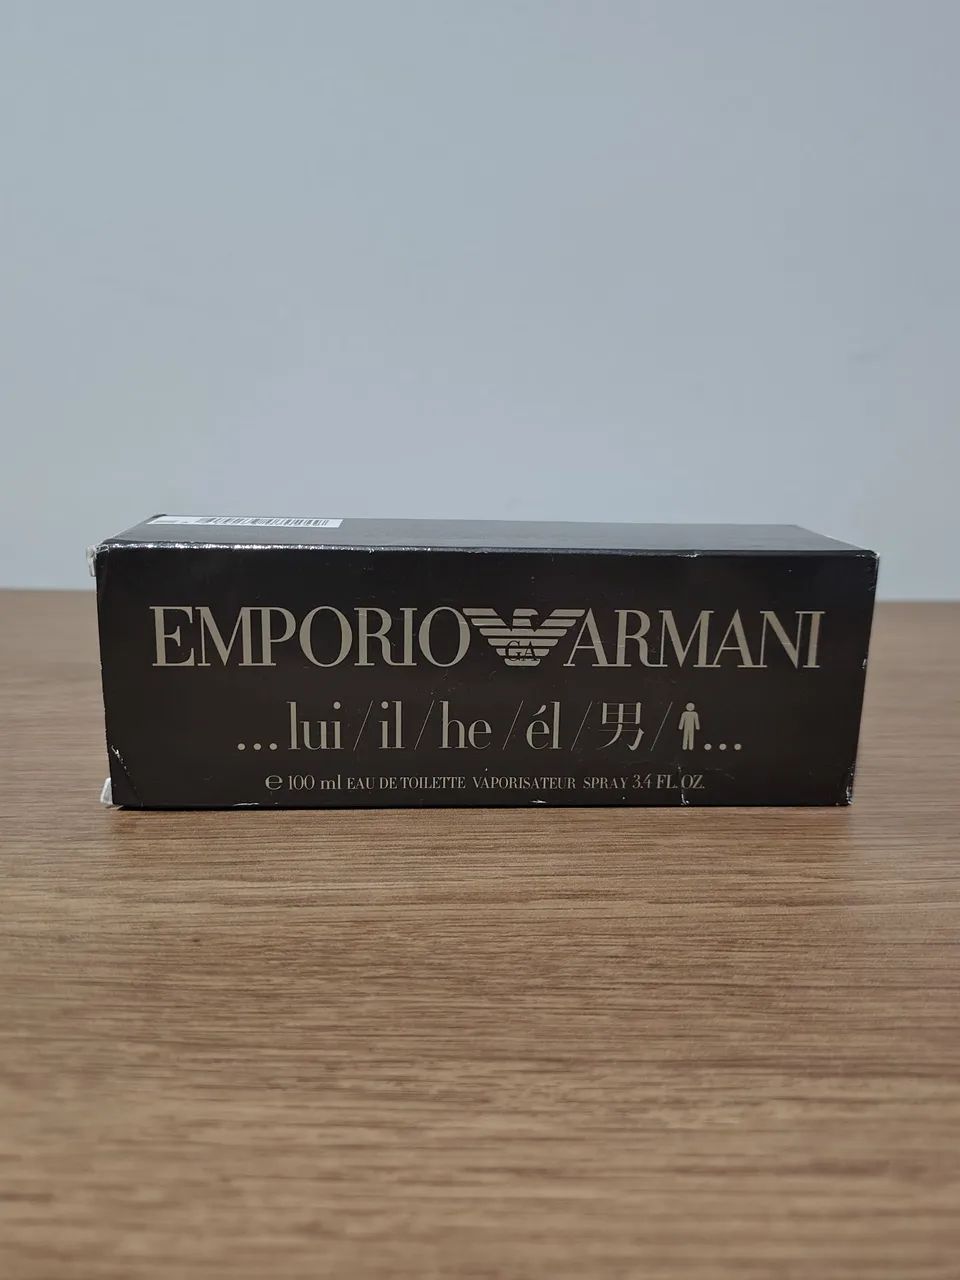 EMPORIO GA ARMANI
...lui/il/he/él/男/...
e 100 ml EAU DE TOILETTE VAPORISATEUR SPRAY 3.4 FL. OZ.